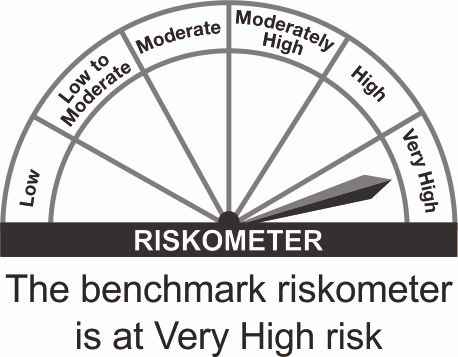 Low
Low to
Moderate
Moderate
Moderately
High
High
Very High
RISKOMETER
The benchmark riskometer
is at Very High risk